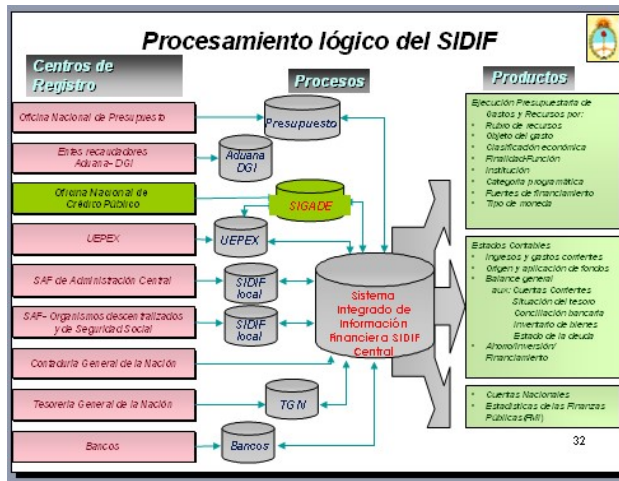 Procesamiento lógico del SIDIF
Centros de
Registro
Procesos
Productos
Oficina Nacional de Presupuesto
Presupuesto
Entes recaudadores
Aduana- DGI
Aduana
DGI
Oficina Nacional de
Crédito Público
SIGADE
UEPEX
UEPEX
SAF de Administración Central
SIDIF
local
SAF- Organismos descentralizados
y de Seguridad Social
SIDIF
local
Contaduría General de la Nación
Tesorería General de la Nación
TGN
Bancos
Bancos
Sistema
Integrado de
Información
Financiera SIDIF
Central
Ejecución Presupuestaria de
Gastos y Recursos por:
• Rubro de recursos
• Objeto del gasto
• Clasificación económica
• Finalidad-Función
• Institución
• Categoría programática
• Fuentes de financiamiento
• Tipo de moneda
Estados Contables
• Ingresos y gastos corrientes
• Origen y aplicación de fondos
• Balance general
aux: Cuentas Corrientes
Situación del tesoro
Conciliación bancaria
Inventario de bienes
Estado de la deuda
• Ahorro/Inversión/
Financiamiento
• Cuentas Nacionales
• Estadísticas de las Finanzas
Públicas(FMI)
32